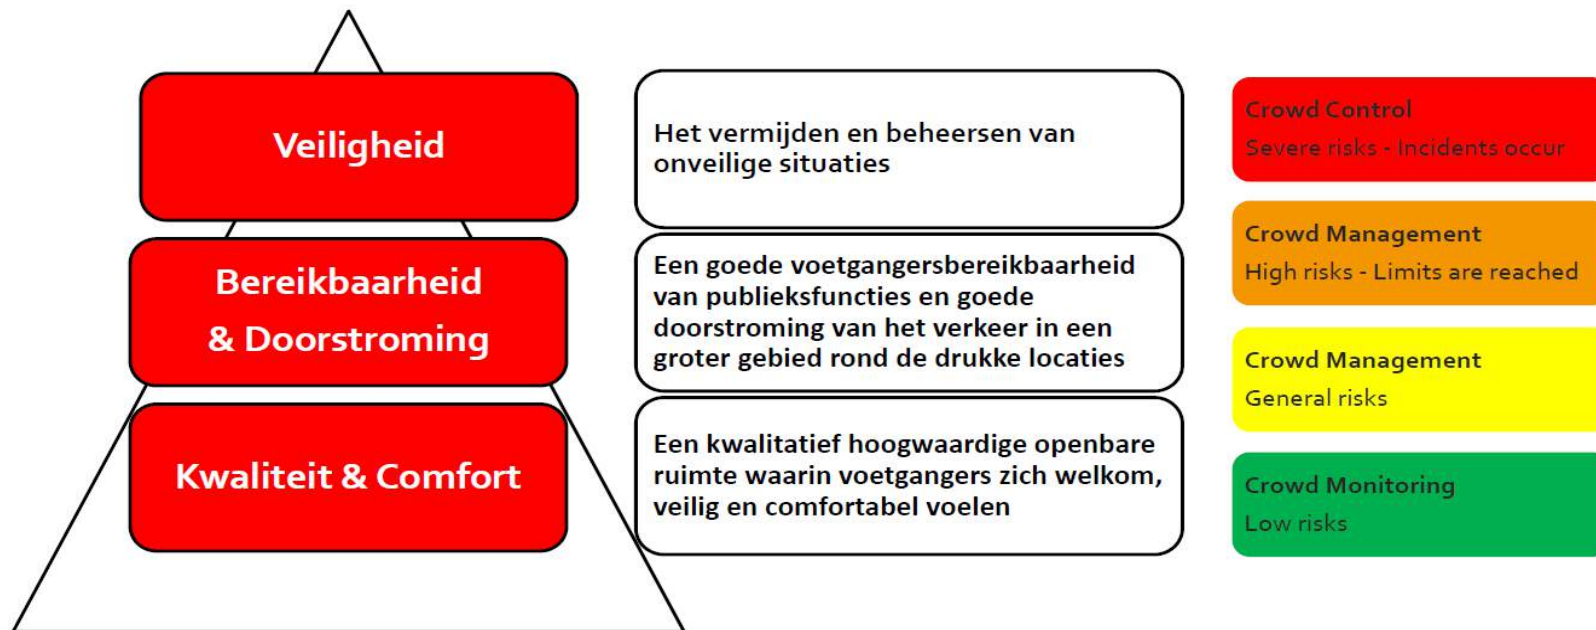 Veiligheid
Het vermijden en beheersen van
onveilige situaties
Bereikbaarheid
& Doorstroming
Een goede voetgangersbereikbaarheid
van publieksfuncties en goede
doorstroming van het verkeer in een
groter gebied rond de drukke locaties
Kwaliteit & Comfort
Een kwalitatief hoogwaardige openbare
ruimte waarin voetgangers zich welkom,
veilig en comfortabel voelen
Crowd Control
Severe risks - Incidents occur
Crowd Management
High risks - Limits are reached
Crowd Management
General risks
Crowd Monitoring
Low risks